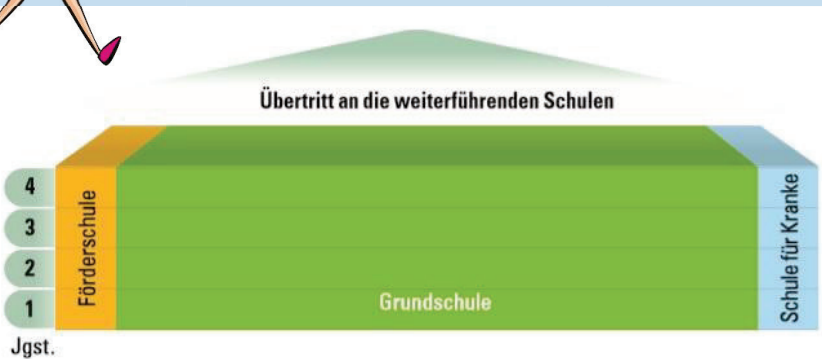 Übertritt an die weiterführenden Schulen
4
3
2
1
Jgst.
Förderschule
Grundschule
Schule für Kranke